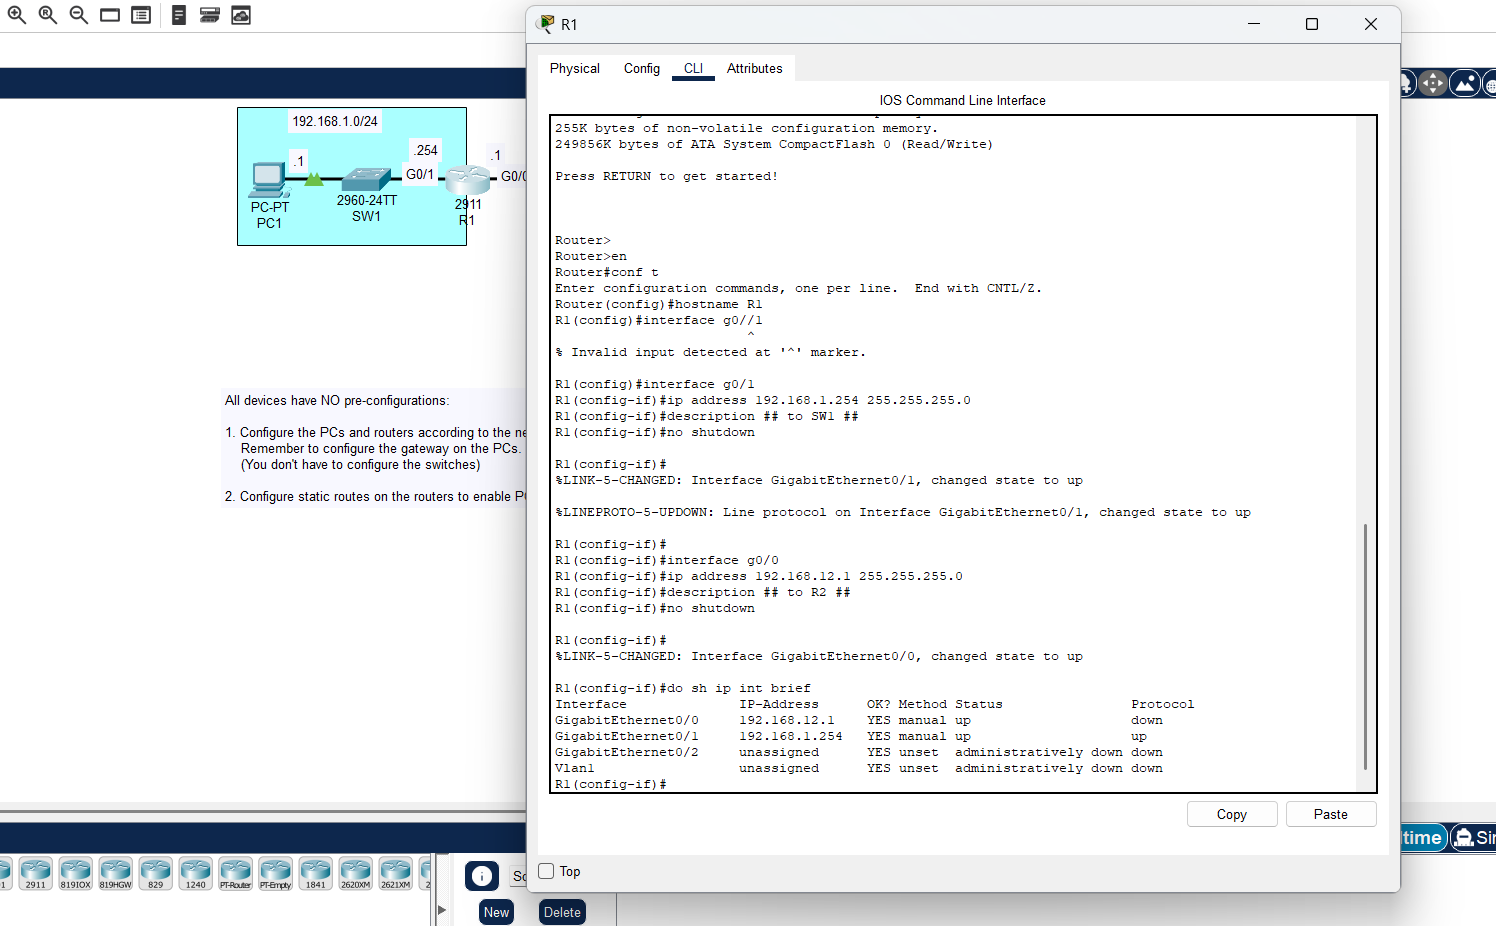 R1
Physical Config CLI Attributes
IOS Command Line Interface
255K bytes of non-volatile configuration memory.
249856K bytes of ATA System CompactFlash 0 (Read/Write)
Press RETURN to get started!
Router>
Router>en
Router#conf t
Enter configuration commands, one per line.  End with CNTL/Z.
Router(config)#hostname R1
R1(config)#interface g0//1
^
% Invalid input detected at '^' marker.
R1(config)#interface g0/1
R1(config-if)#ip address 192.168.1.254 255.255.255.0
R1(config-if)#description ## to SW1 ##
R1(config-if)#no shutdown
R1(config-if)#
%LINK-5-CHANGED: Interface GigabitEthernet0/1, changed state to up
%LINEPROTO-5-UPDOWN: Line protocol on Interface GigabitEthernet0/1, changed state to up
R1(config-if)#
R1(config-if)#interface g0/0
R1(config-if)#ip address 192.168.12.1 255.255.255.0
R1(config-if)#description ## to R2 ##
R1(config-if)#no shutdown
R1(config-if)#
%LINK-5-CHANGED: Interface GigabitEthernet0/0, changed state to up
R1(config-if)#do sh ip int brief
Interface IP-Address OK? Method Status Protocol
GigabitEthernet0/0 192.168.12.1 YES manual up down
GigabitEthernet0/1 192.168.1.254 YES manual up up
GigabitEthernet0/2 unassigned YES unset administratively down down
Vlan1 unassigned YES unset administratively down down
R1(config-if)#
Copy Paste
Top
192.168.1.0/24
.1
.254
.1
G0/1
G0/0
PC-PT
PC1
2960-24TT
SW1
2911
R1
All devices have NO pre-configurations:
1. Configure the PCs and routers according to the ne
Remember to configure the gateway on the PCs.
(You don't have to configure the switches)
2. Configure static routes on the routers to enable P
time Sir
2911 819IOX 819HGW 829 1240 PT-Router PT-Empty 1841 2620XM 2621XM 2
Sc
New Delete